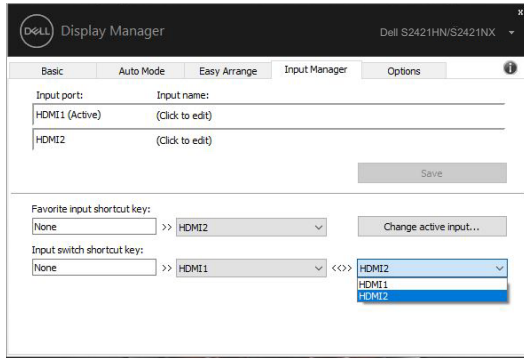 DELL Display Manager
Dell S2421HN/S2421NX
Basic Auto Mode Easy Arrange Input Manager Options
Input port: Input name:
HDMI1 (Active) (Click to edit)
HDMI2 (Click to edit)
Save
Favorite input shortcut key:
None >> HDMI2 Change active input...
Input switch shortcut key:
None >> HDMI1 <<>> HDMI2
HDMI1
HDMI2